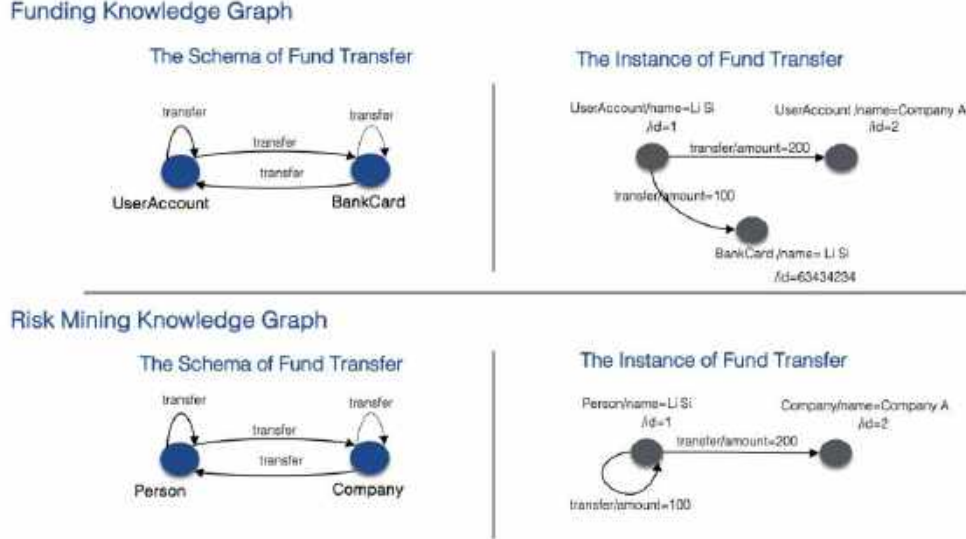 Funding Knowledge Graph
The Schema of Fund Transfer
transfer
transfer
transfer
transfer
UserAccount
BankCard
The Instance of Fund Transfer
UserAccount/name=Li Si
/id=1
UserAccount /name=Company A
/id=2
transfer/amount=200
transfer/amount=100
BankCard /name= Li Si
/id=63434234
Risk Mining Knowledge Graph
The Schema of Fund Transfer
transfer
transfer
transfer
transfer
Person
Company
The Instance of Fund Transfer
Person/name=Li Si
/id=1
Company/name=Company A
/id=2
transfer/amount=200
transfer/amount=100